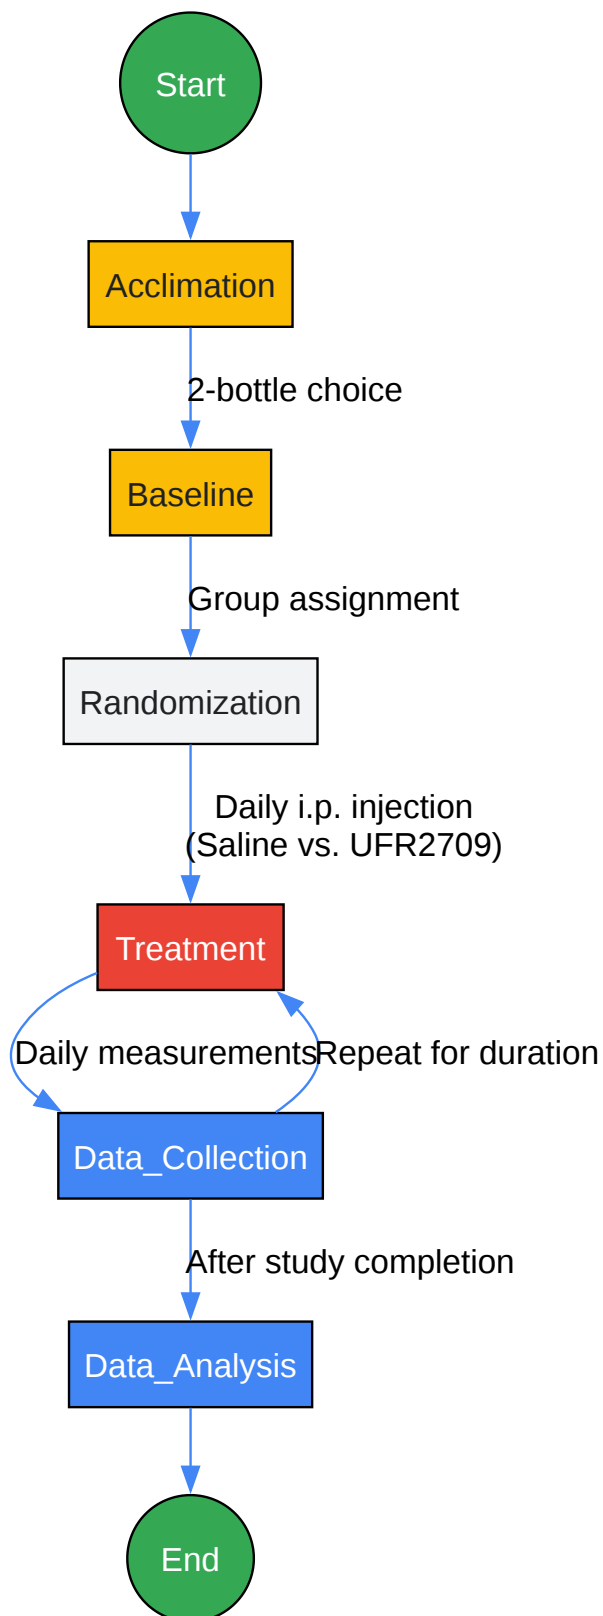 Start
Acclimation
2-bottle choice
Baseline
Group assignment
Randomization
Daily i.p. injection
(Saline vs. UFR2709)
Treatment
Daily measurements
Repeat for duration
Data_Collection
After study completion
Data_Analysis
End